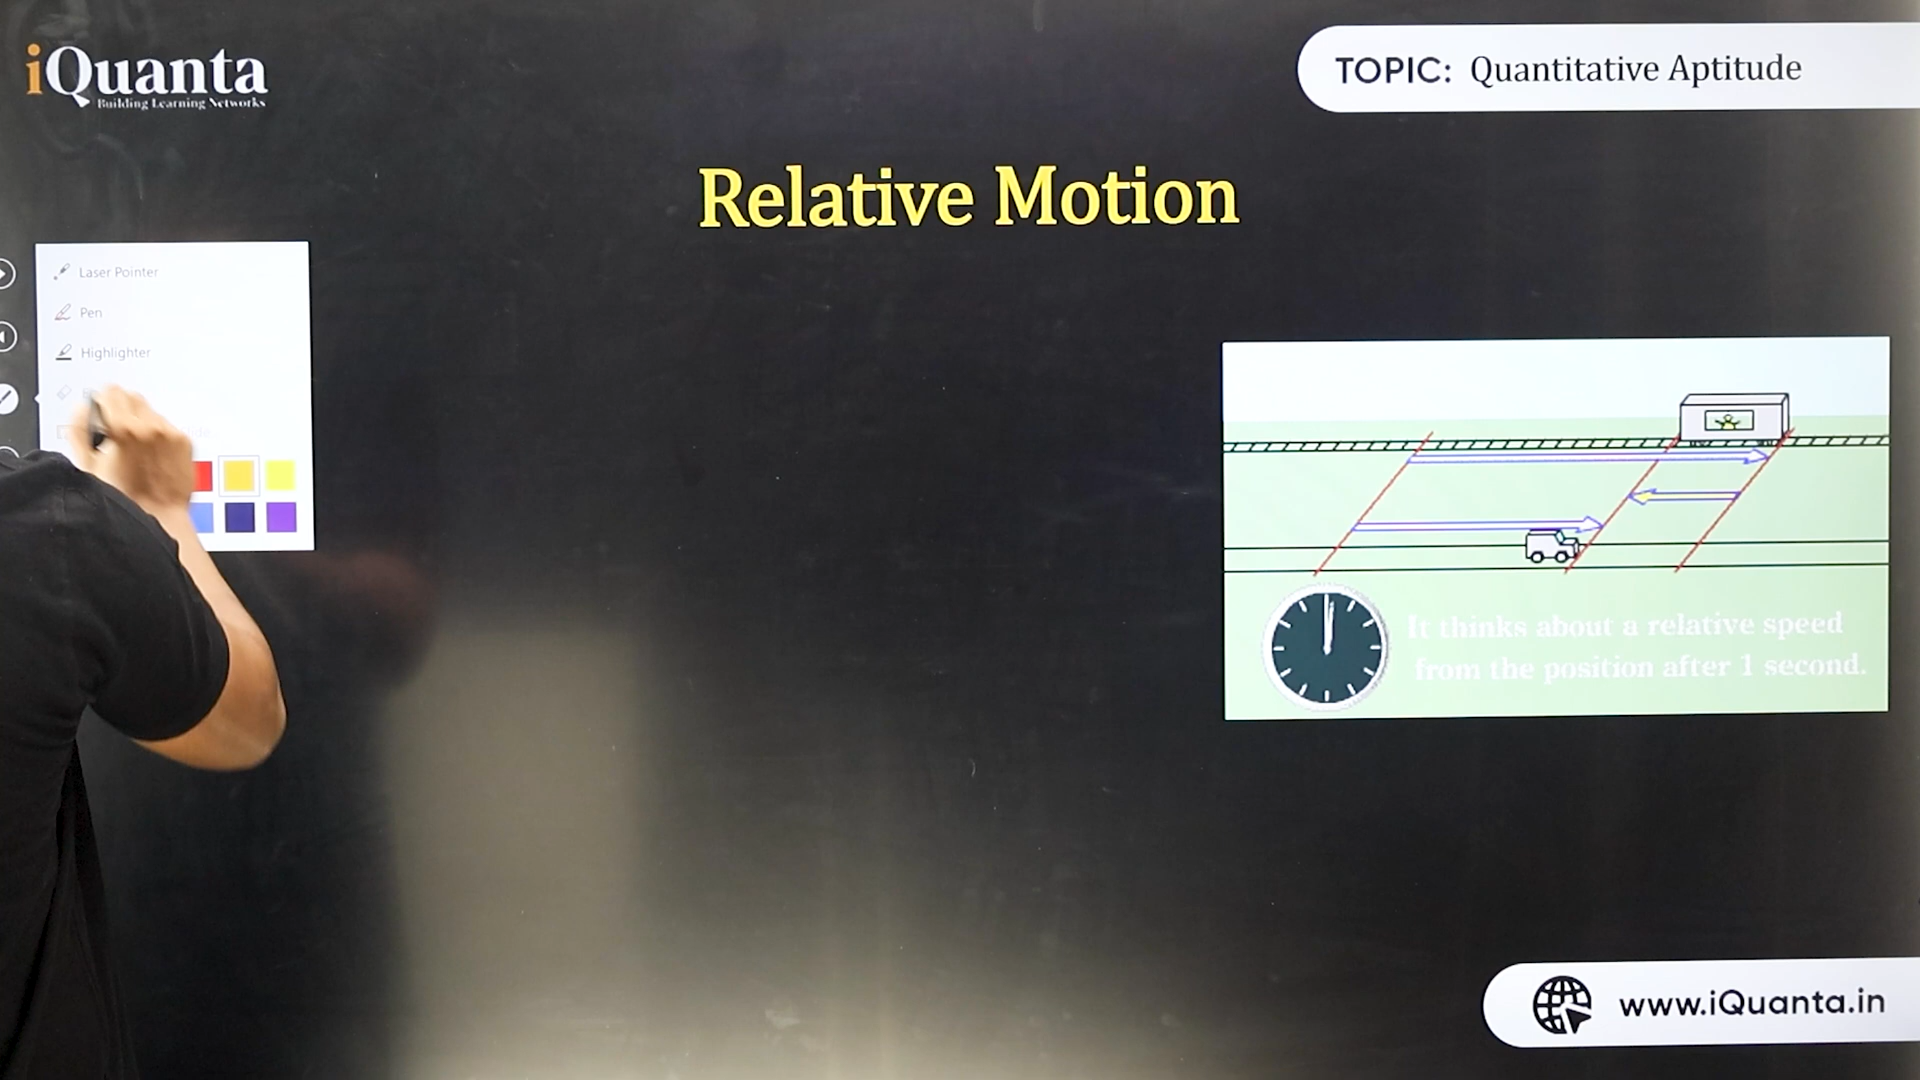 iQuanta
Building Learning Networks
TOPIC: Quantitative Aptitude
Relative Motion
Laser Pointer
Pen
Highlighter
It thinks about a relative speed
from the position after 1 second.
www.iQuanta.in